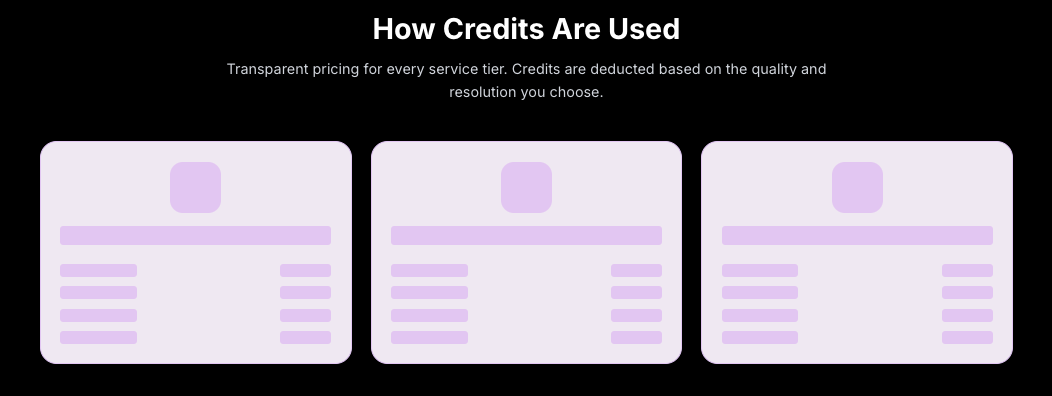 How Credits Are Used
Transparent pricing for every service tier. Credits are deducted based on the quality and
resolution you choose.